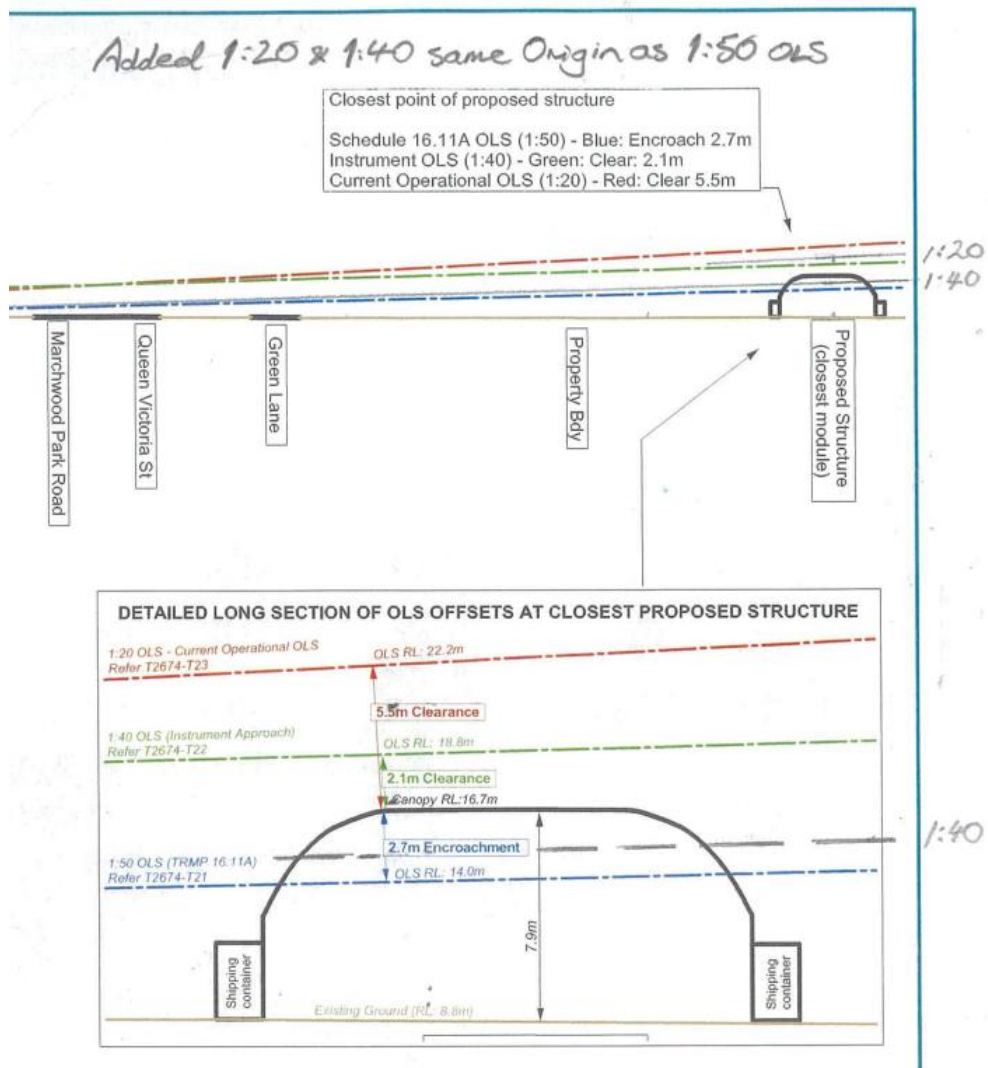 Added 1:20 & 1:40 same Origin as 1:50 OLS
Closest point of proposed structure
Schedule 16.11A OLS (1:50) - Blue: Encroach 2.7m
Instrument OLS (1:40) - Green: Clear: 2.1m
Current Operational OLS (1:20) - Red: Clear 5.5m
1:20
1:40
Marchwood Park Road
Queen Victoria St
Green Lane
Property Bdy
Proposed Structure
(closest module)
DETAILED LONG SECTION OF OLS OFFSETS AT CLOSEST PROPOSED STRUCTURE
1:20 OLS - Current Operational OLS
Refer T2674-T23
OLS RL: 22.2m
5.5m Clearance
1:40 OLS (Instrument Approach)
Refer T2674-T22
OLS RL: 18.8m
2.1m Clearance
Canopy RL:16.7m
1:40
2.7m Encroachment
1:50 OLS (TRMP 16.11A)
Refer T2674-T21
OLS RL: 14.0m
7.9m
Shipping
container
Shipping
container
Existing Ground (RL: 8.8m)